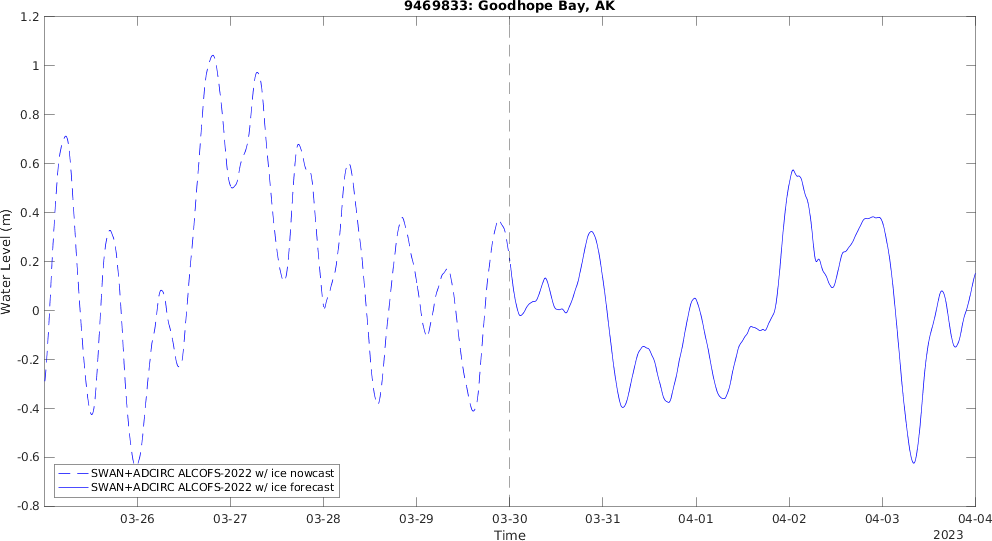 9469833: Goodhope Bay, AK
Water Level (m)
1.2
1
0.8
0.6
0.4
0.2
0
-0.2
-0.4
-0.6
-0.8
SWAN+ADCIRC ALCOFS-2022 w/ ice nowcast
SWAN+ADCIRC ALCOFS-2022 w/ ice forecast
03-26 03-27 03-28 03-29 03-30 03-31 04-01 04-02 04-03 04-04
Time
2023